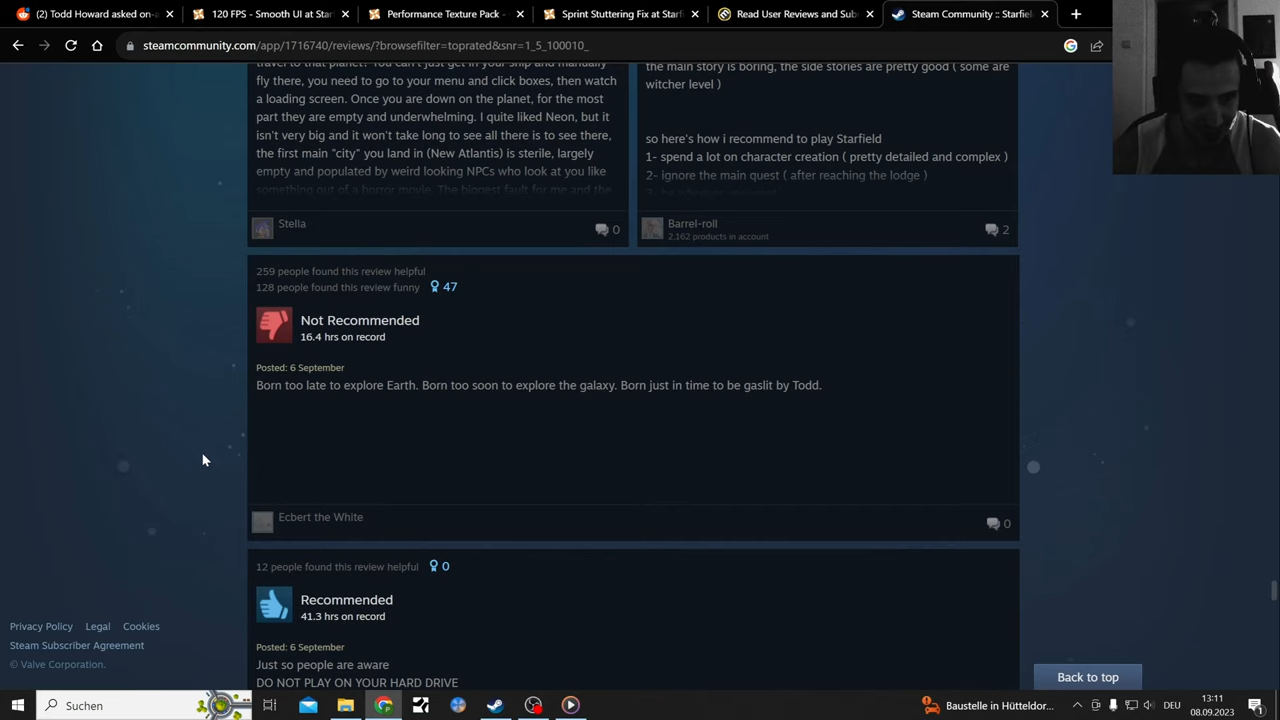 (2) Todd Howard asked on-a
120 FPS - Smooth UI at Star
Performance Texture Pack -
Sprint Stuttering Fix at Starf
Read User Reviews and Sub
Steam Community :: Starfiel
steamcommunity.com/app/1716740/reviews/?browsefilter=toprated&snr=1_5_100010_
travel to that planet? You can't just get in your ship and manually
fly there, you need to go to your menu and click boxes, then watch
a loading screen. Once you are down on the planet, for the most
part they are empty and underwhelming. I quite liked Neon, but it
isn't very big and it won't take long to see all there is to see there,
the first main "city" you land in (New Atlantis) is sterile, largely
empty and populated by weird looking NPCs who look at you like
something out of a horror movie. The biggest fault for me and the
Stella
0
the main story is boring, the side stories are pretty good ( some are
witcher level )
so here's how i recommend to play Starfield
1- spend a lot on character creation ( pretty detailed and complex )
2- ignore the main quest ( after reaching the lodge )
Barrel-roll
2,162 products in account
2
259 people found this review helpful
128 people found this review funny
47
Not Recommended
16.4 hrs on record
Posted: 6 September
Born too late to explore Earth. Born too soon to explore the galaxy. Born just in time to be gaslit by Todd.
Ecbert the White
0
12 people found this review helpful
0
Recommended
41.3 hrs on record
Posted: 6 September
Just so people are aware
DO NOT PLAY ON YOUR HARD DRIVE
Privacy Policy Legal Cookies
Steam Subscriber Agreement
© Valve Corporation.
Back to top
Suchen
Baustelle in Hütteldor...
DEU
13:11
08.09.2023
1